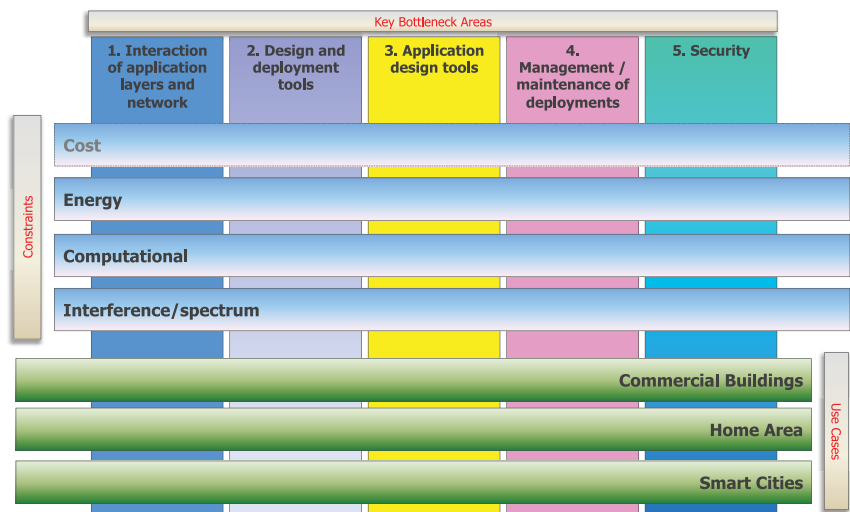 Key Bottleneck Areas
1. Interaction
of application
layers and
network
2. Design and
deployment
tools
3. Application
design tools
4.
Management /
maintenance of
deployments
5. Security
Constraints
Cost
Energy
Computational
Interference/spectrum
Commercial Buildings
Home Area
Smart Cities
Use Cases